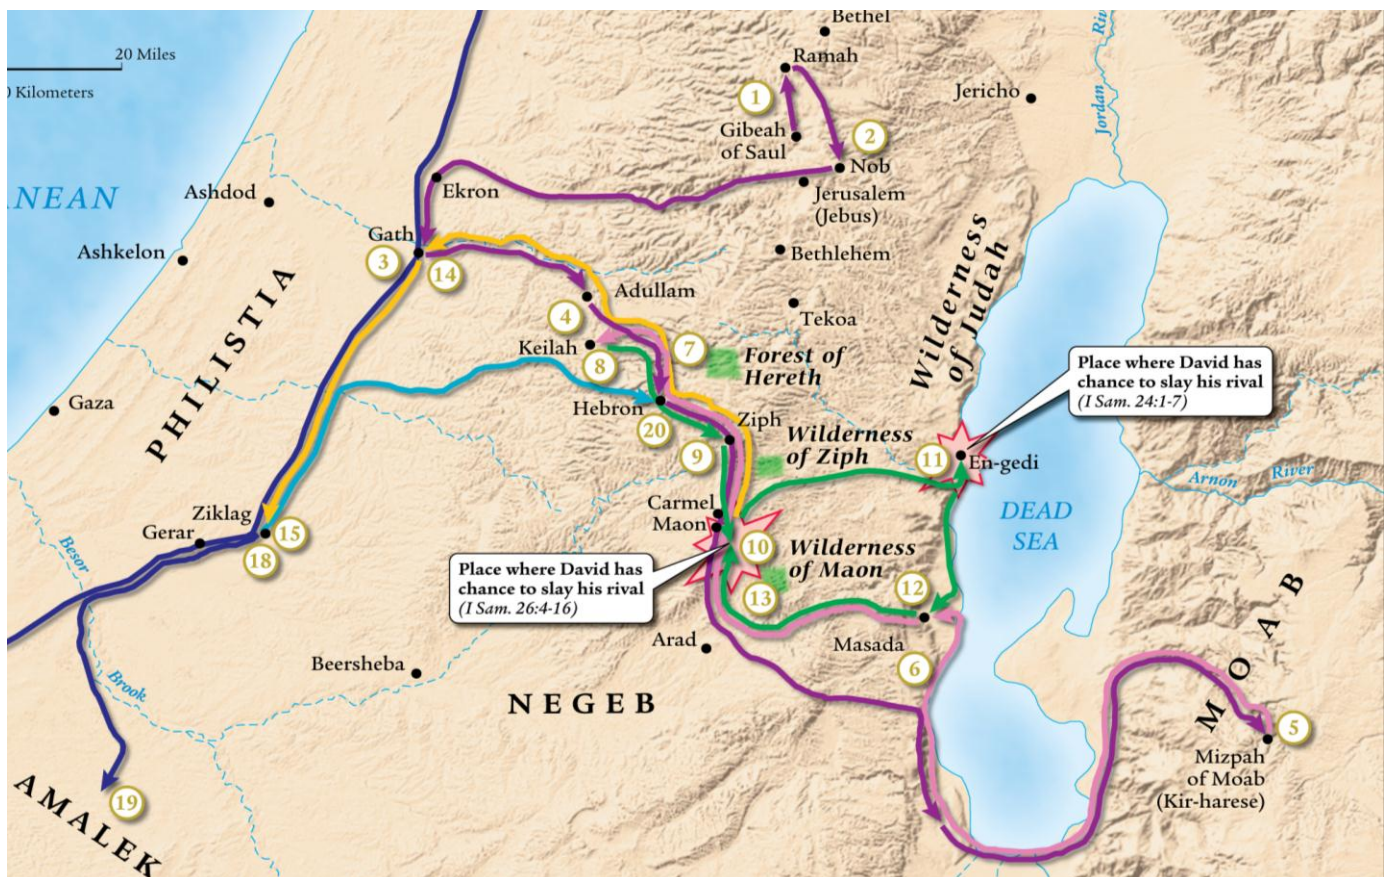 Bethel
20 Miles
Ramah
0 Kilometers
Jericho
Jordan
Riv
1
Gibeah
of Saul
2
Nob
Ekron
Jerusalem
(Jebus)
NEAN
Ashdod
Ashkelon
Gath
3
14
Bethlehem
Adullam
Tekoa
4
Keilah
8
7
Forest of
Hereth
Wilderness
of Judah
Place where David has
chance to slay his rival
(I Sam. 24:1-7)
PHILISTIA
Gaza
Hebron
20
Ziph
9
Wilderness
of Ziph
11
En-gedi
Arnon River
DEAD
SEA
Carmel
Maon
Ziklag
Gerar
15
18
Besor
Brook
10
Wilderness
of Maon
13
12
Place where David has
chance to slay his rival
(I Sam. 26:4-16)
Arad
Masada
6
Beersheba
NEGEB
MOAB
5
Mizpah
of Moab
(Kir-harese)
19
AMALEK